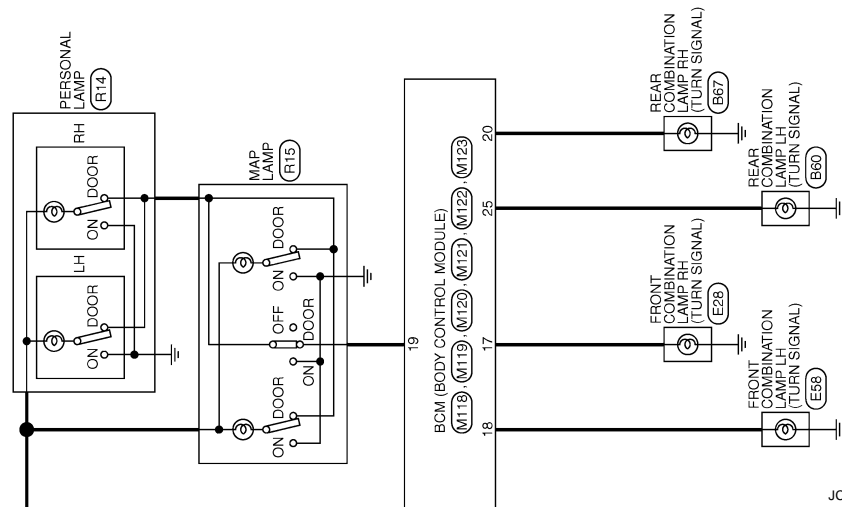 PERSONAL
LAMP
R14
RH
DOOR
ON
LH
DOOR
ON
MAP
LAMP
R15
DOOR
ON
OFF
DOOR
ON
DOOR
ON
19
BCM (BODY CONTROL MODULE)
M118 , M119 , M120 , M121 , M122 , M123
20
25
17
18
REAR
COMBINATION
LAMP RH
(TURN SIGNAL)
B67
REAR
COMBINATION
LAMP LH
(TURN SIGNAL)
B60
FRONT
COMBINATION
LAMP RH
(TURN SIGNAL)
E28
FRONT
COMBINATION
LAMP LH
(TURN SIGNAL)
E58